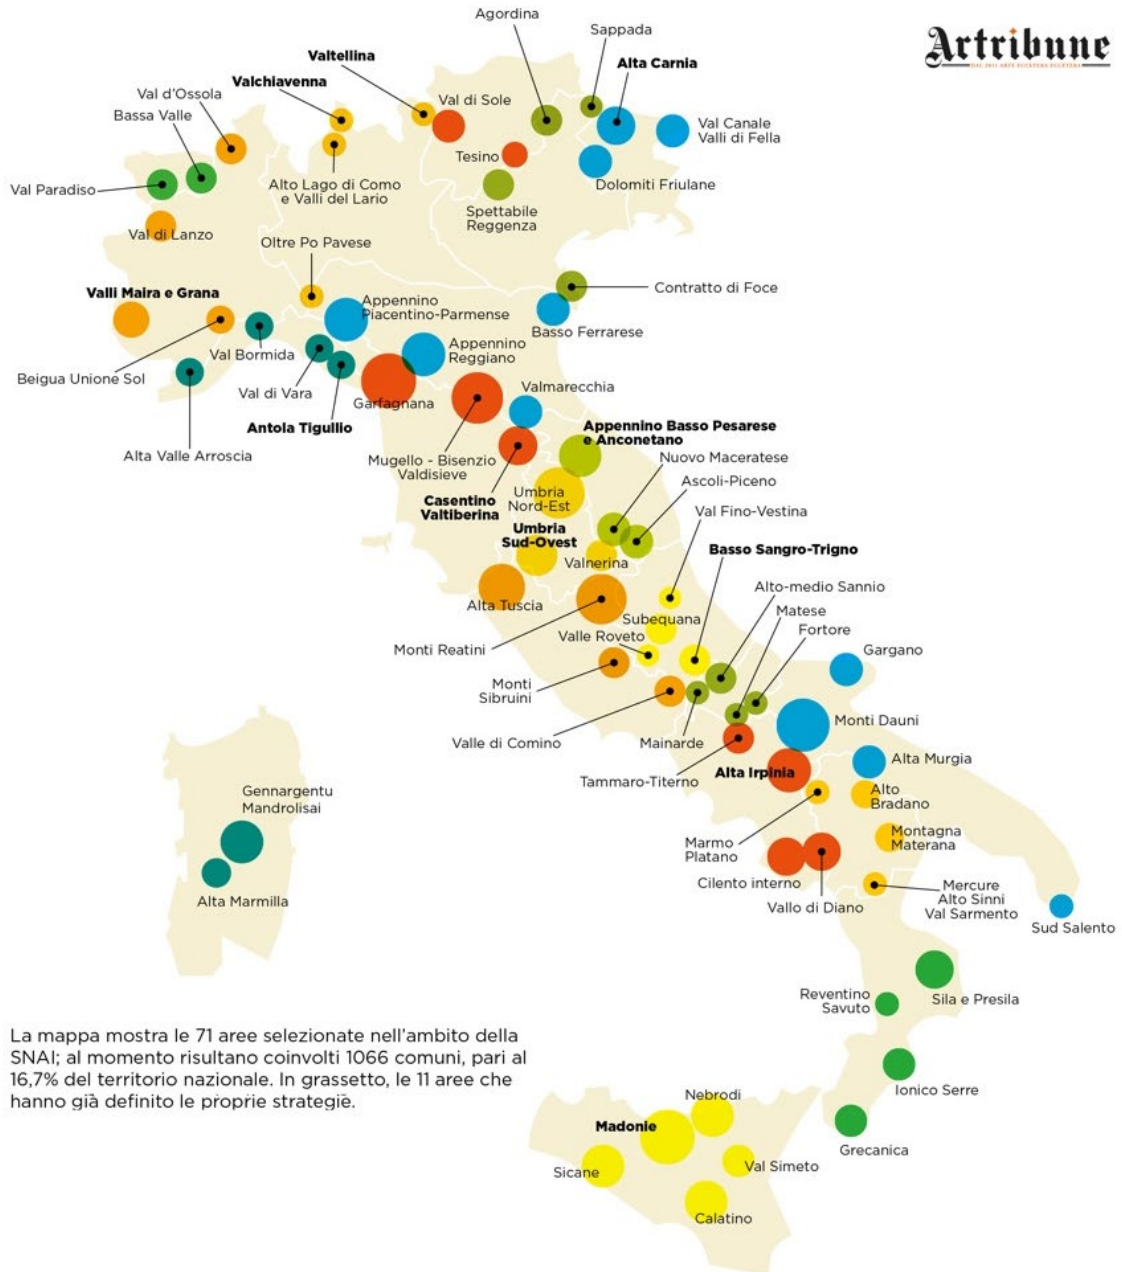 Artribune
DAL 2011 ARTE ECCETERA ECCETERA
Agordina
Sappada
Valtellina
Alta Carnia
Valchiavenna
Val d'Ossola
Val di Sole
Bassa Valle
Val Canale
Valli di Fella
Tesino
Val Paradiso
Alto Lago di Como
e Valli del Lario
Dolomiti Friulane
Spettabile
Reggenza
Val di Lanzo
Oltre Po Pavese
Contratto di Foce
Valli Maira e Grana
Appennino
Piacentino-Parmense
Basso Ferrarese
Appennino
Reggiano
Val Bormida
Beigua Unione Sol
Val di Vara
Valmarecchia
Garfagnana
Antola Tigullio
Appennino Basso Pesarese
e Anconetano
Alta Valle Arroscia
Mugello - Bisenzio
Valdisieve
Nuovo Maceratese
Ascoli-Piceno
Casentino
Valtiberina
Umbria
Nord-Est
Val Fino-Vestina
Umbria
Sud-Ovest
Valnerina
Basso Sangro-Trigno
Alto-medio Sannio
Alta Tuscia
Matese
Subequana
Fortore
Valle Roveto
Monti Reatini
Gargano
Monti
Sibruini
Monti Dauni
Valle di Comino
Mainarde
Alta Murgia
Tammaro-Titerno
Alta Irpinia
Alto
Bradano
Gennargentu
Mandrolisai
Montagna
Materana
Marmo
Platano
Cilento interno
Mercure
Alto Sinni
Val Sarmento
Alta Marmilla
Vallo di Diano
Sud Salento
Reventino
Savuto
Sila e Presila
La mappa mostra le 71 aree selezionate nell'ambito della
SNAI; al momento risultano coinvolti 1066 comuni, pari al
16,7% del territorio nazionale. In grassetto, le 11 aree che
hanno già definito le proprie strategie.
Ionico Serre
Nebrodi
Madonie
Grecanica
Sicane
Val Simeto
Calatino